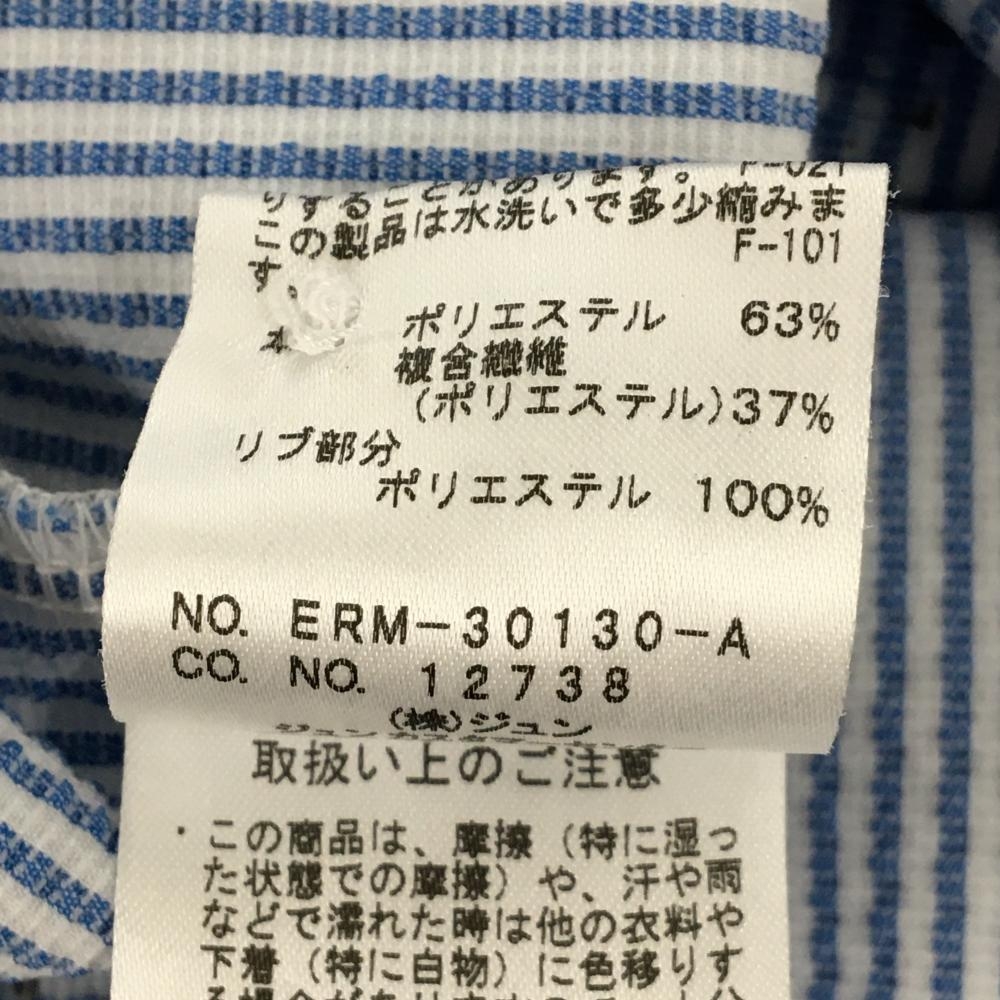 りすることがあります。 F-021
この製品は水洗いで多少縮みま
す。 F-101
ポリエステル 63%
複合繊維
(ポリエステル)37%
リブ部分
ポリエステル 100%
NO. ERM-30130-A
CO. NO. 12738
(株)ジュン
取扱い上のご注意
・この商品は、摩擦(特に湿っ
た状態での摩擦)や、汗や雨
などで濡れた時は他の衣料や
下着(特に白物)に色移りす